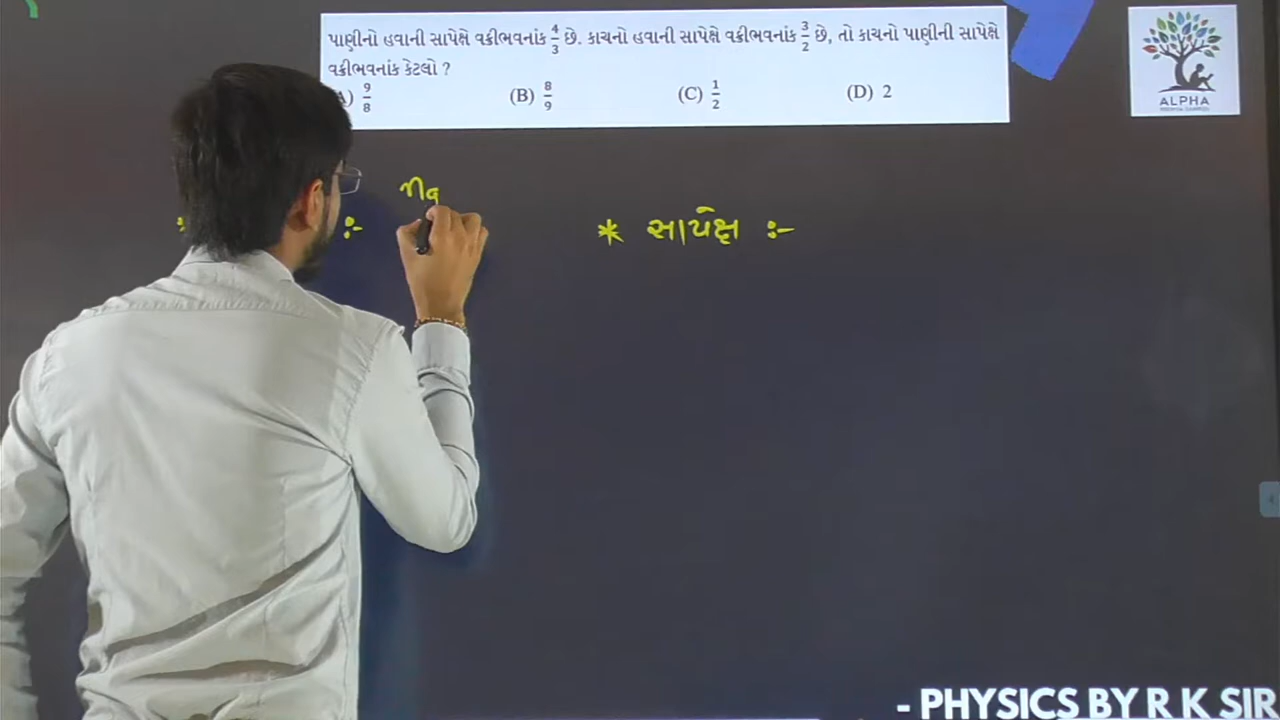 પાણીનો હવાની સાપેક્ષે વક્રીભવનાંક 4/3 છે. કાચનો હવાની સાપેક્ષે વક્રીભવનાંક 3/2 છે, તો કાચનો પાણીની સાપેક્ષે
વક્રીભવનાંક કેટલો ?
) 9/8 (B) 8/9 (C) 1/2 (D) 2
ALPHA
* :- na
* સાપેક્ષ :-
- PHYSICS BY R K SIR